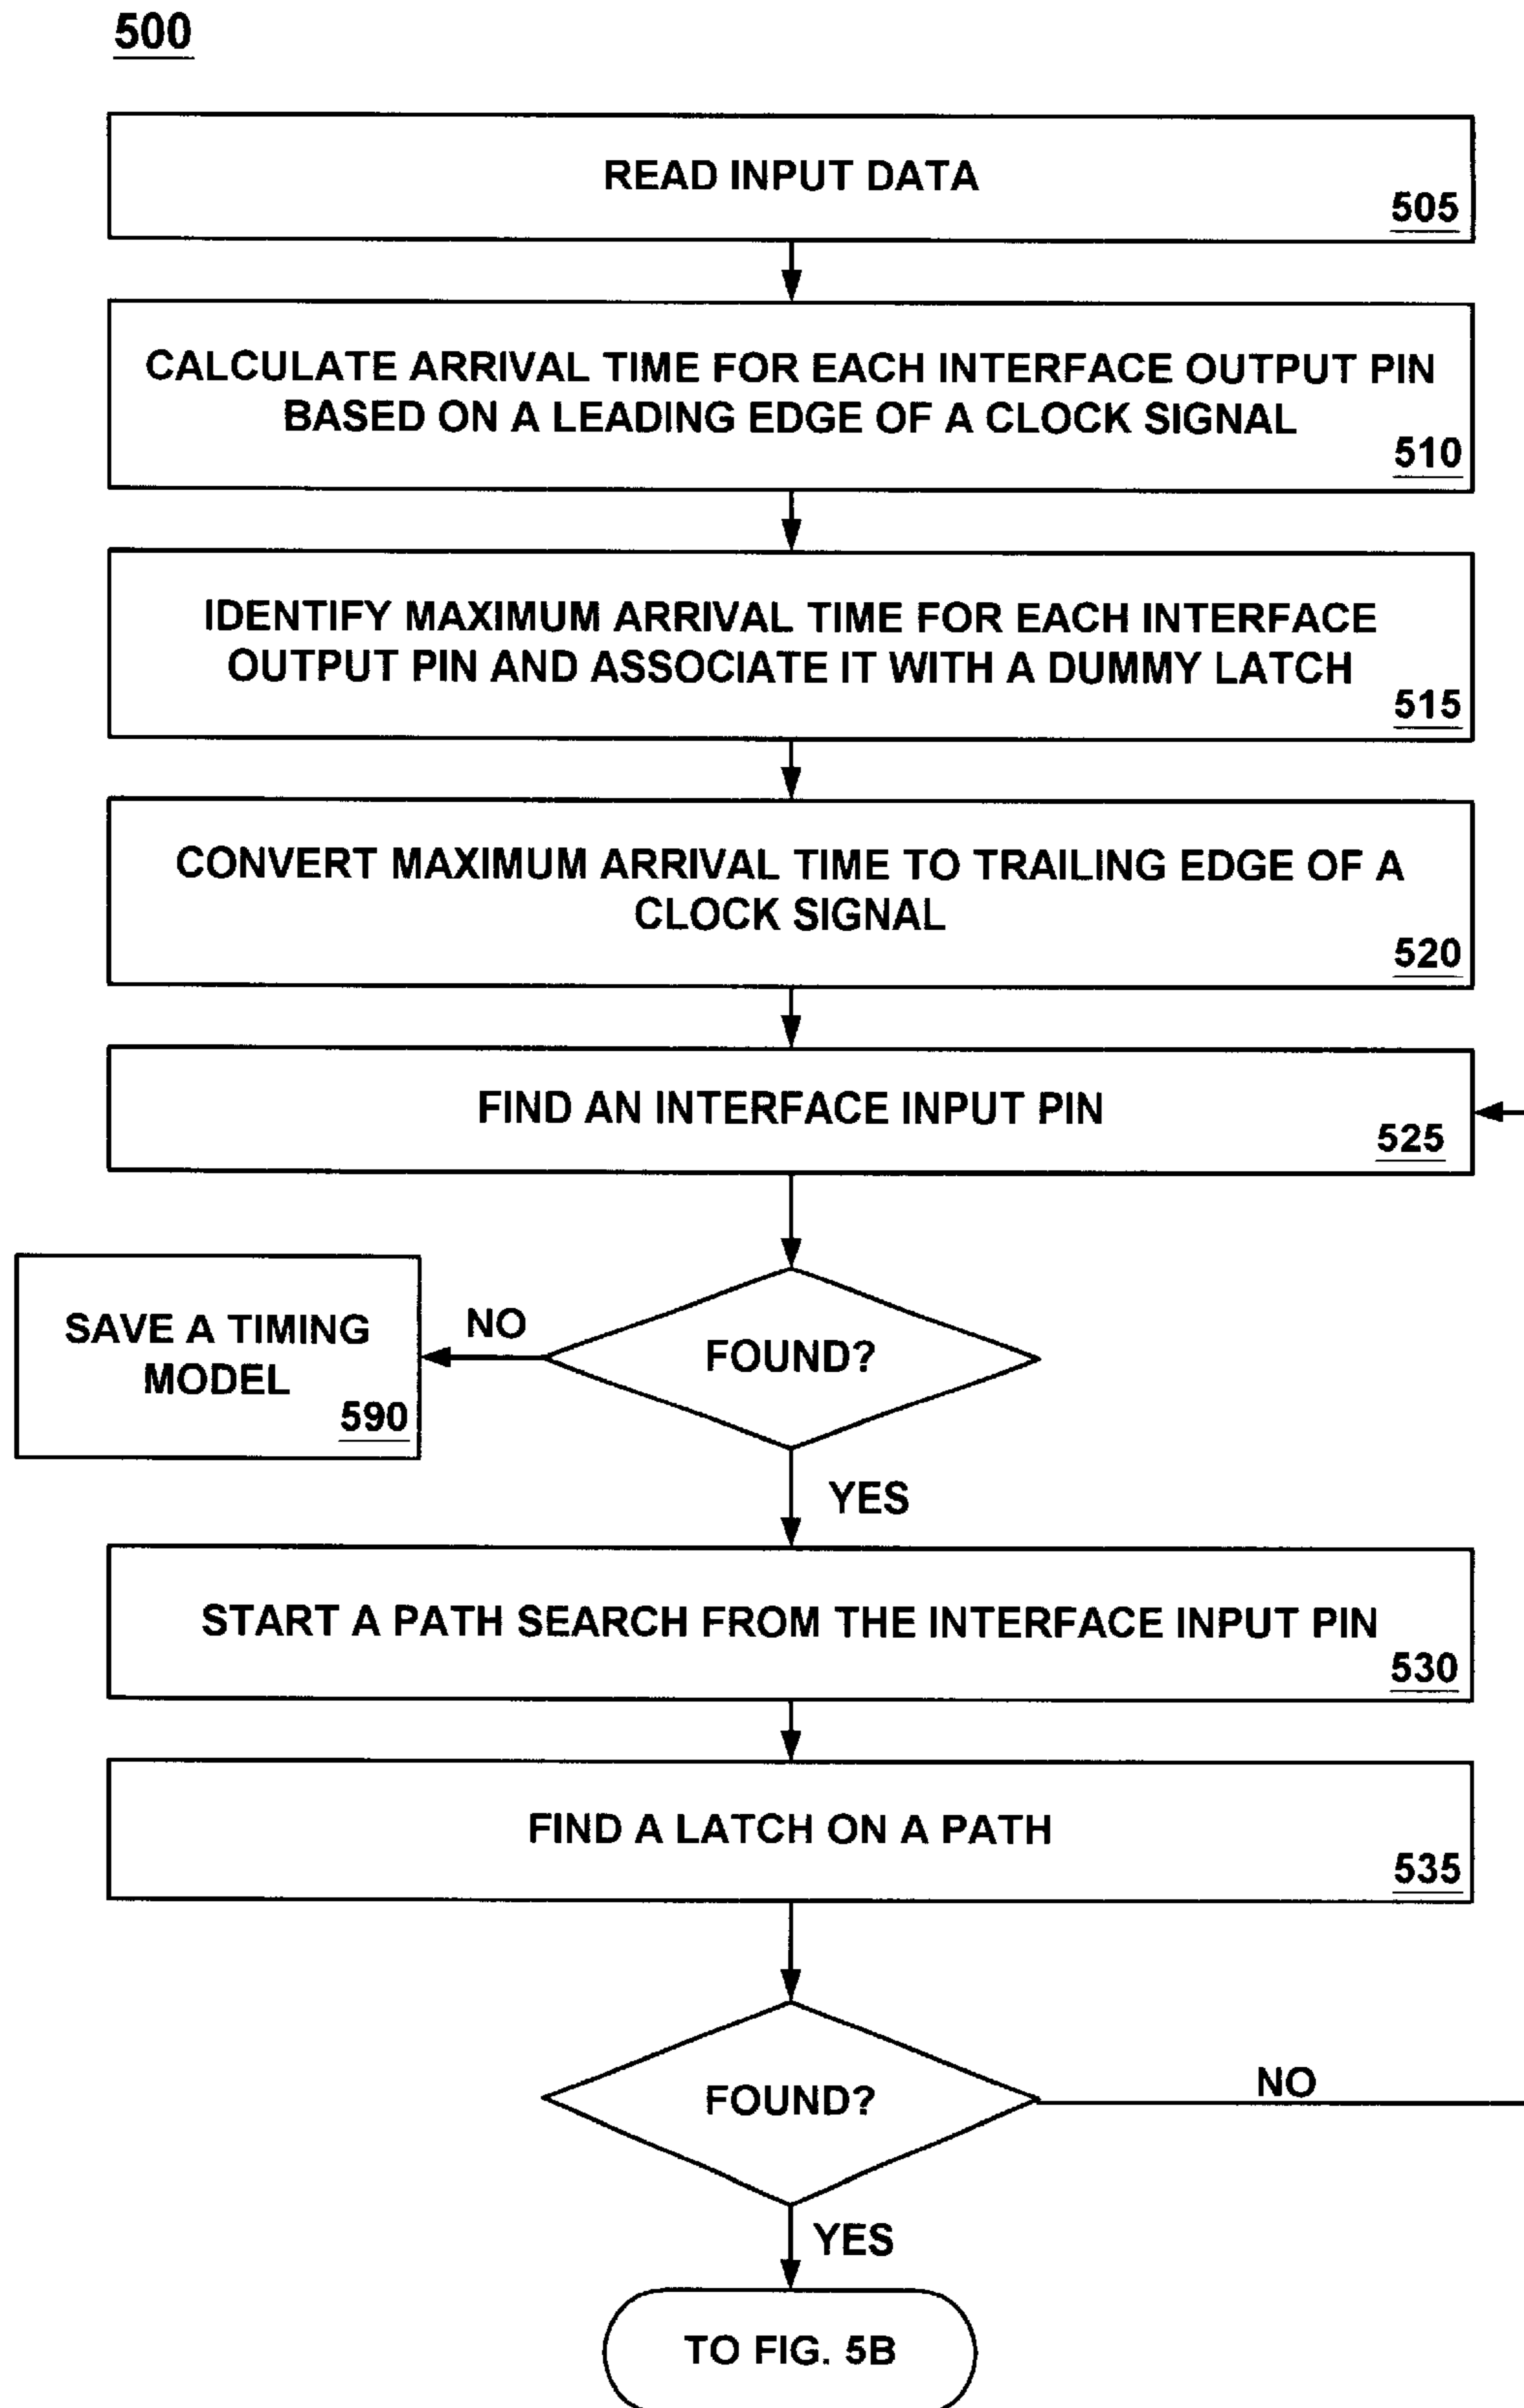 500
READ INPUT DATA
505
CALCULATE ARRIVAL TIME FOR EACH INTERFACE OUTPUT PIN
BASED ON A LEADING EDGE OF A CLOCK SIGNAL
510
IDENTIFY MAXIMUM ARRIVAL TIME FOR EACH INTERFACE
OUTPUT PIN AND ASSOCIATE IT WITH A DUMMY LATCH
515
CONVERT MAXIMUM ARRIVAL TIME TO TRAILING EDGE OF A
CLOCK SIGNAL
520
FIND AN INTERFACE INPUT PIN
525
SAVE A TIMING
MODEL
590
NO
FOUND?
YES
START A PATH SEARCH FROM THE INTERFACE INPUT PIN
530
FIND A LATCH ON A PATH
535
FOUND?
NO
YES
TO FIG. 5B